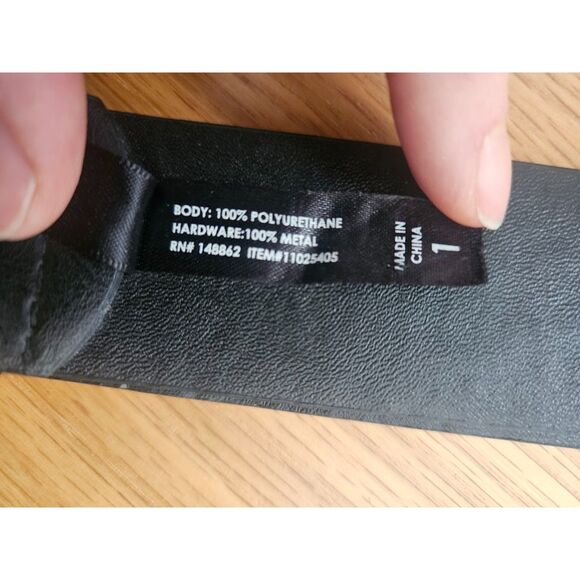 BODY: 100% POLYURETHANE
HARDWARE:100% METAL
RN# 148862 ITEM#11025405
MADE IN
CHINA
1